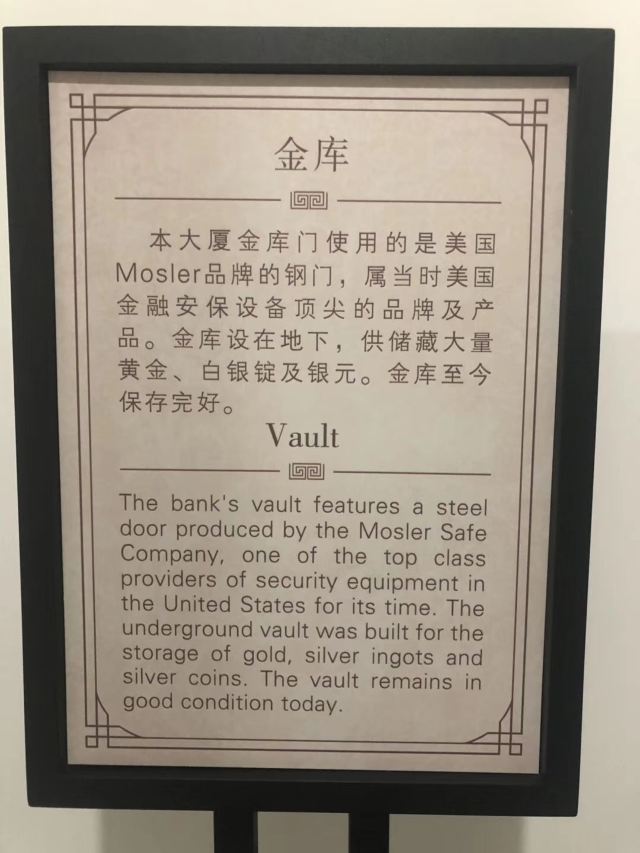 金库
本大厦金库门使用的是美国
Mosler品牌的钢门，属当时美国
金融安保设备顶尖的品牌及产
品。金库设在地下，供储藏大量
黄金、白银锭及银元。金库至今
保存完好。
Vault
The bank's vault features a steel
door produced by the Mosler Safe
Company, one of the top class
providers of security equipment in
the United States for its time. The
underground vault was built for the
storage of gold, silver ingots and
silver coins. The vault remains in
good condition today.